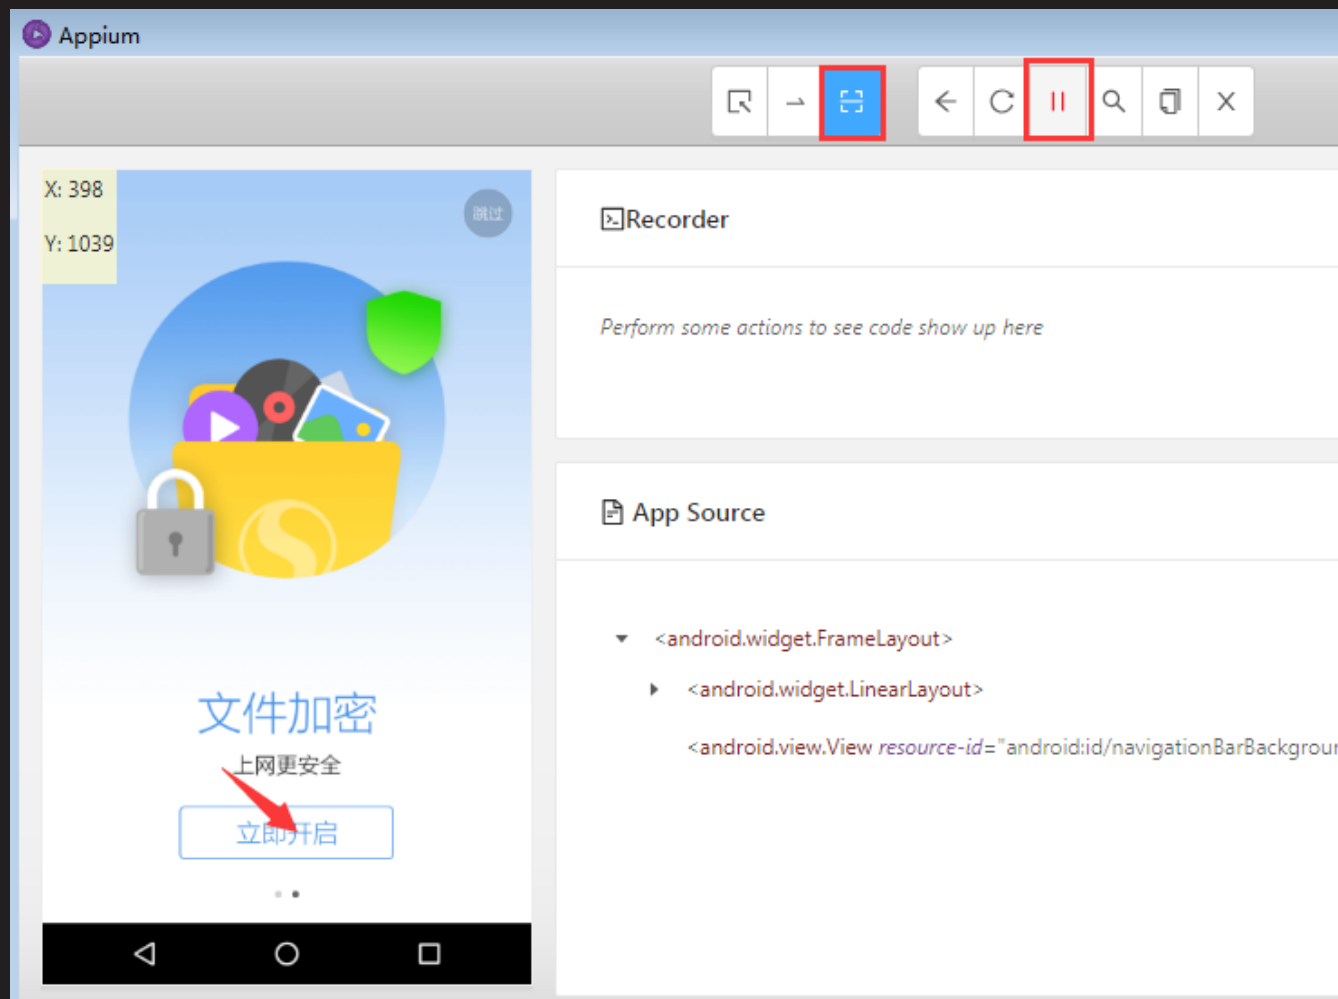 Appium
X: 398
Y: 1039
跳过
文件加密
上网更安全
立即开启
Recorder
Perform some actions to see code show up here
App Source
<android.widget.FrameLayout>
<android.widget.LinearLayout>
<android.view.View resource-id="android:id/navigationBarBackgroun